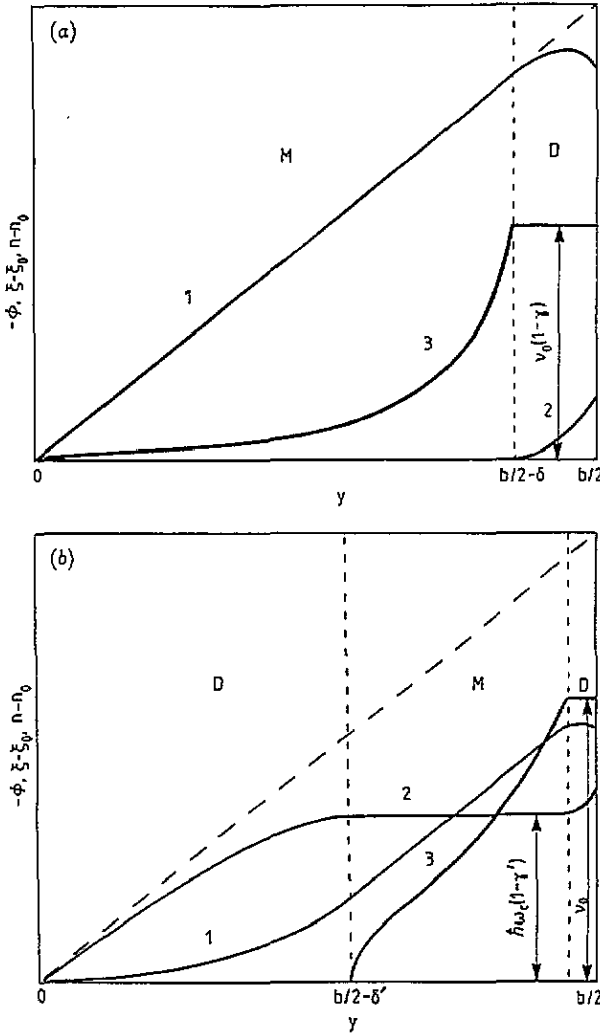 (a)
M
D
1
3
2
ν₀(1-γ)
-ϕ, ξ-ξ₀, n-n₀
0
b/2-δ
b/2
y
(b)
D
M
D
2
3
1
ħω_c(1-γ')
ν₀
-ϕ, ξ-ξ₀, n-n₀
0
b/2-δ'
b/2
y